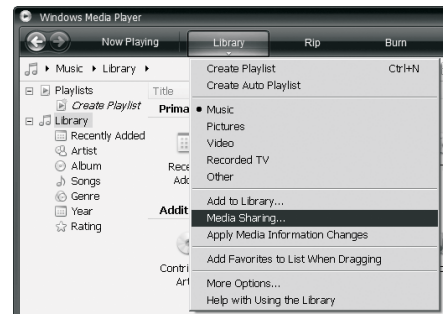 Windows Media Player
Now Playing
Library
Rip
Burn
Music ▸ Library ▸
Create Playlist Ctrl+N
Create Auto Playlist
Music
Pictures
Video
Recorded TV
Other
Add to Library...
Media Sharing...
Apply Media Information Changes
Add Favorites to List When Dragging
More Options...
Help with Using the Library
Playlists
Create Playlist
Library
Recently Added
Artist
Album
Songs
Genre
Year
Rating
Title
Prima
Rece
Adc
Addit
Contri
Art